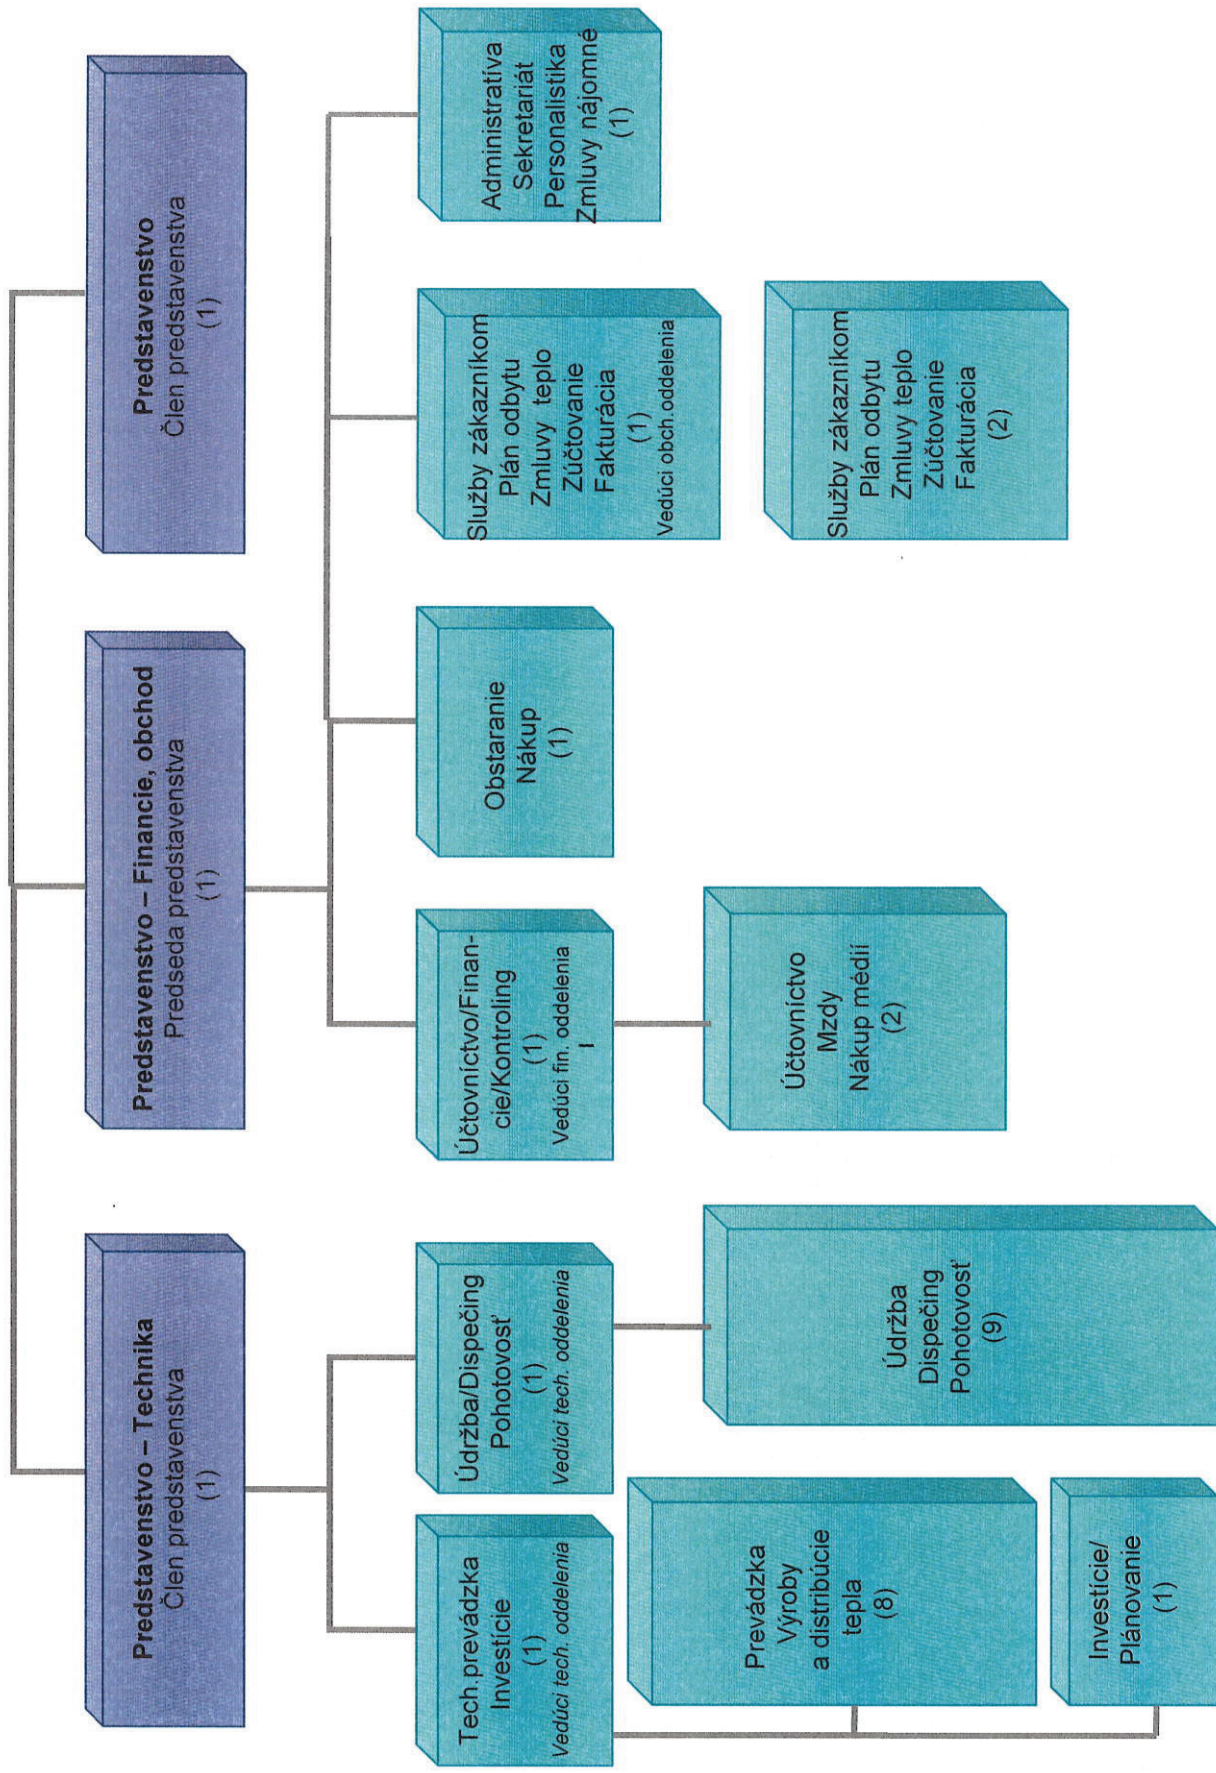 Predstavenstvo – Technika
Člen predstavenstva
(1)
Predstavenstvo – Financie, obchod
Predseda predstavenstva
(1)
Predstavenstvo
Člen predstavenstva
(1)
Tech.prevádzka
Investície
(1)
Vedúci tech. oddelenia
Údržba/Dispečing
Pohotovosť
(1)
Vedúci tech. oddelenia
Účtovníctvo/Finan-
cie/Kontroling
(1)
Vedúci fin. oddelenia
Obstaranie
Nákup
(1)
Služby zákazníkom
Plán odbytu
Zmluvy teplo
Zúčtovanie
Fakturácia
(1)
Vedúci obch.oddelenia
Administratíva
Sekretariát
Personalistika
Zmluvy nájomné
(1)
Prevádzka
Výroby
a distribúcie
tepla
(8)
Investície/
Plánovanie
(1)
Údržba
Dispečing
Pohotovosť
(9)
Účtovníctvo
Mzdy
Nákup médií
(2)
Služby zákazníkom
Plán odbytu
Zmluvy teplo
Zúčtovanie
Fakturácia
(2)